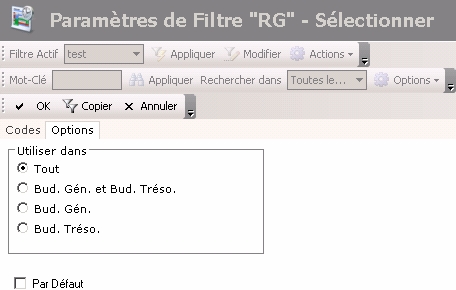 Paramètres de Filtre "RG" - Sélectionner
Filtre Actif test Appliquer Modifier Actions
Mot-Clé Appliquer Rechercher dans Toutes le... Options
OK Copier Annuler
Codes Options
Utiliser dans
Tout
Bud. Gén. et Bud. Tréso.
Bud. Gén.
Bud. Tréso.
Par Défaut